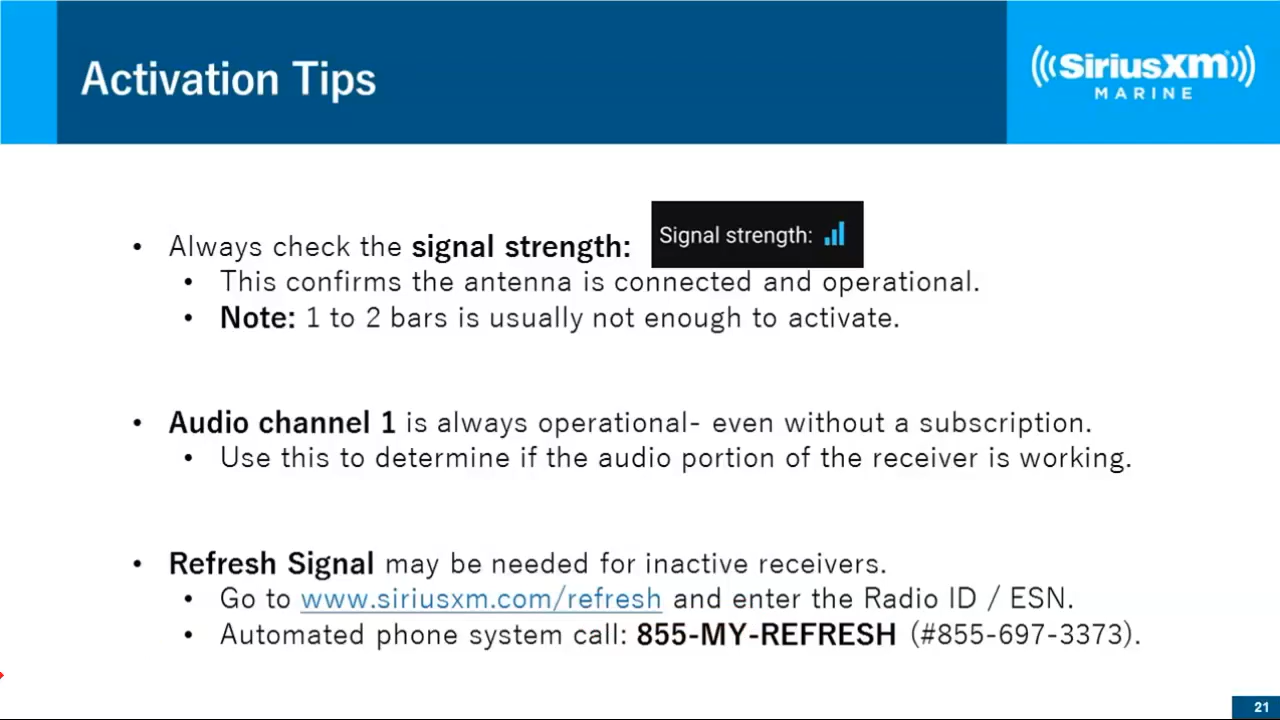 Activation Tips
SiriusXM
MARINE
• Always check the signal strength:
Signal strength:
• This confirms the antenna is connected and operational.
• Note: 1 to 2 bars is usually not enough to activate.
• Audio channel 1 is always operational- even without a subscription.
• Use this to determine if the audio portion of the receiver is working.
• Refresh Signal may be needed for inactive receivers.
• Go to www.siriusxm.com/refresh and enter the Radio ID / ESN.
• Automated phone system call: 855-MY-REFRESH (#855-697-3373).
21